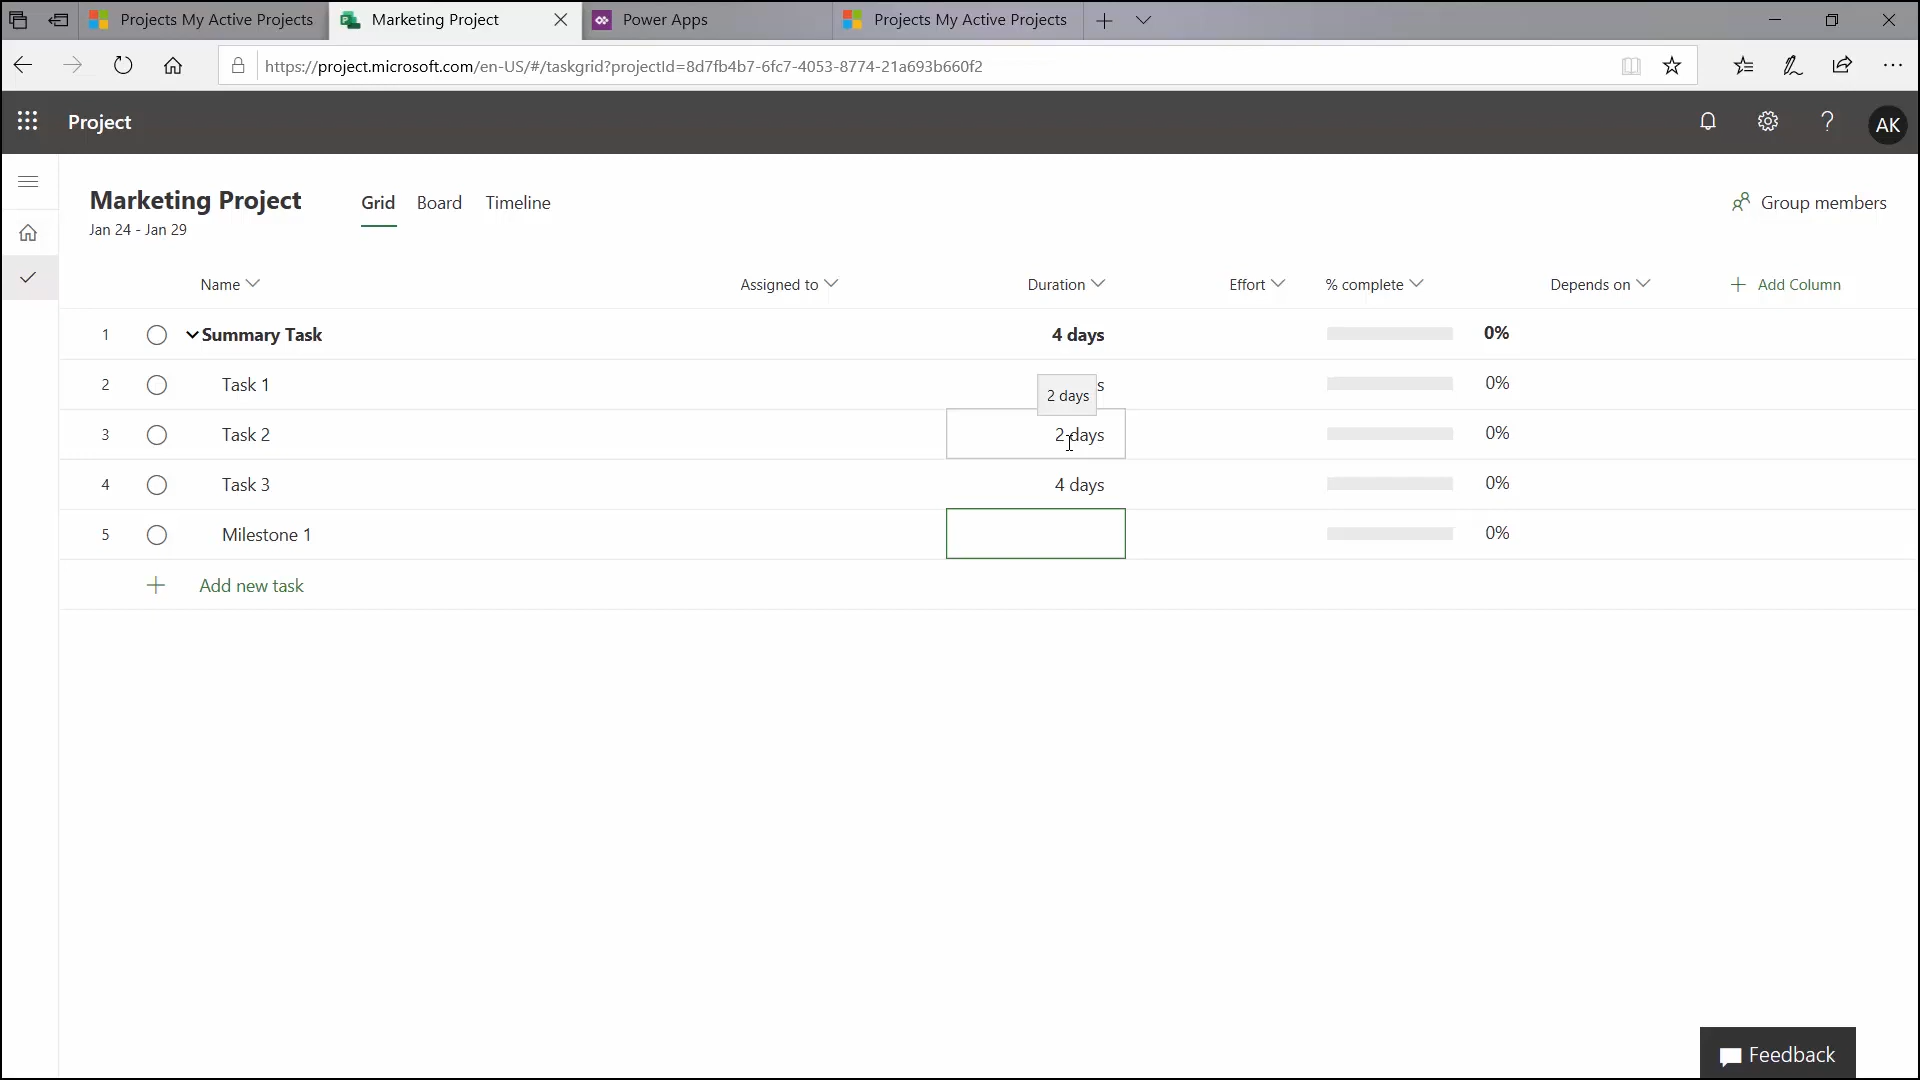 Projects My Active Projects
Marketing Project
Power Apps
Projects My Active Projects
https://project.microsoft.com/en-US/#/taskgrid?projectId=8d7fb4b7-6fc7-4053-8774-21a693b660f2
Project
AK
Marketing Project
Grid Board Timeline
Group members
Jan 24 - Jan 29
Name Assigned to Duration Effort % complete Depends on Add Column
1 Summary Task 4 days 0%
2 Task 1 s 0%
2 days
3 Task 2 2 days 0%
4 Task 3 4 days 0%
5 Milestone 1 0%
Add new task
Feedback